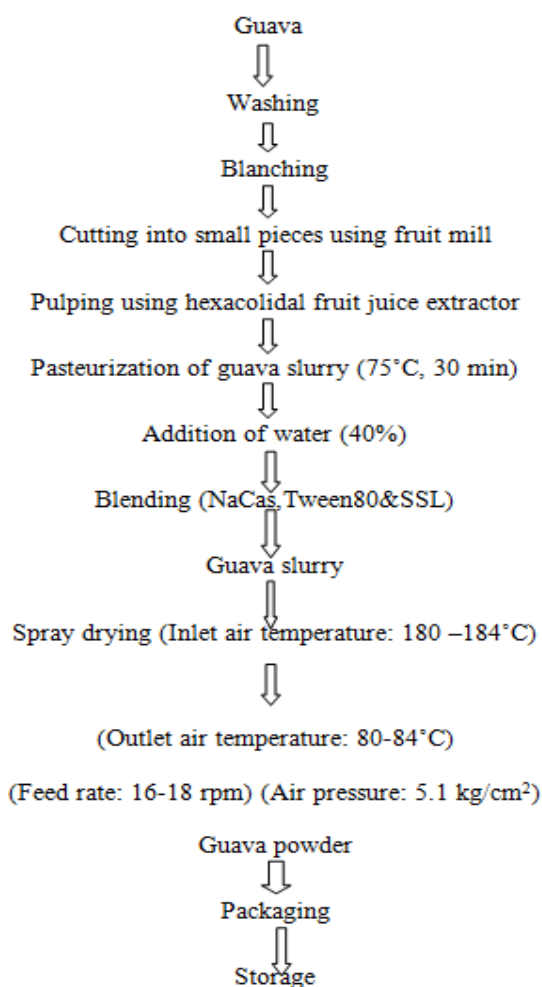 Guava
Washing
Blanching
Cutting into small pieces using fruit mill
Pulping using hexacolidal fruit juice extractor
Pasteurization of guava slurry (75˚C, 30 min)
Addition of water (40%)
Blending (NaCas,Tween80&SSL)
Guava slurry
Spray drying (Inlet air temperature: 180 –184˚C)
(Outlet air temperature: 80-84˚C)
(Feed rate: 16-18 rpm) (Air pressure: 5.1 kg/cm²)
Guava powder
Packaging
Storage